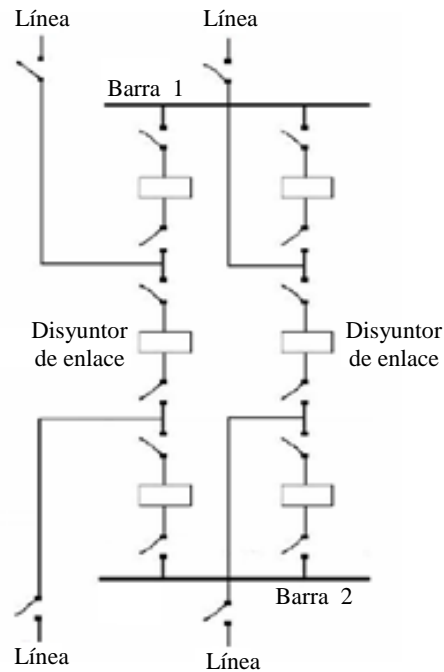 Línea
Línea
Barra 1
Disyuntor
de enlace
Disyuntor
de enlace
Barra 2
Línea
Línea